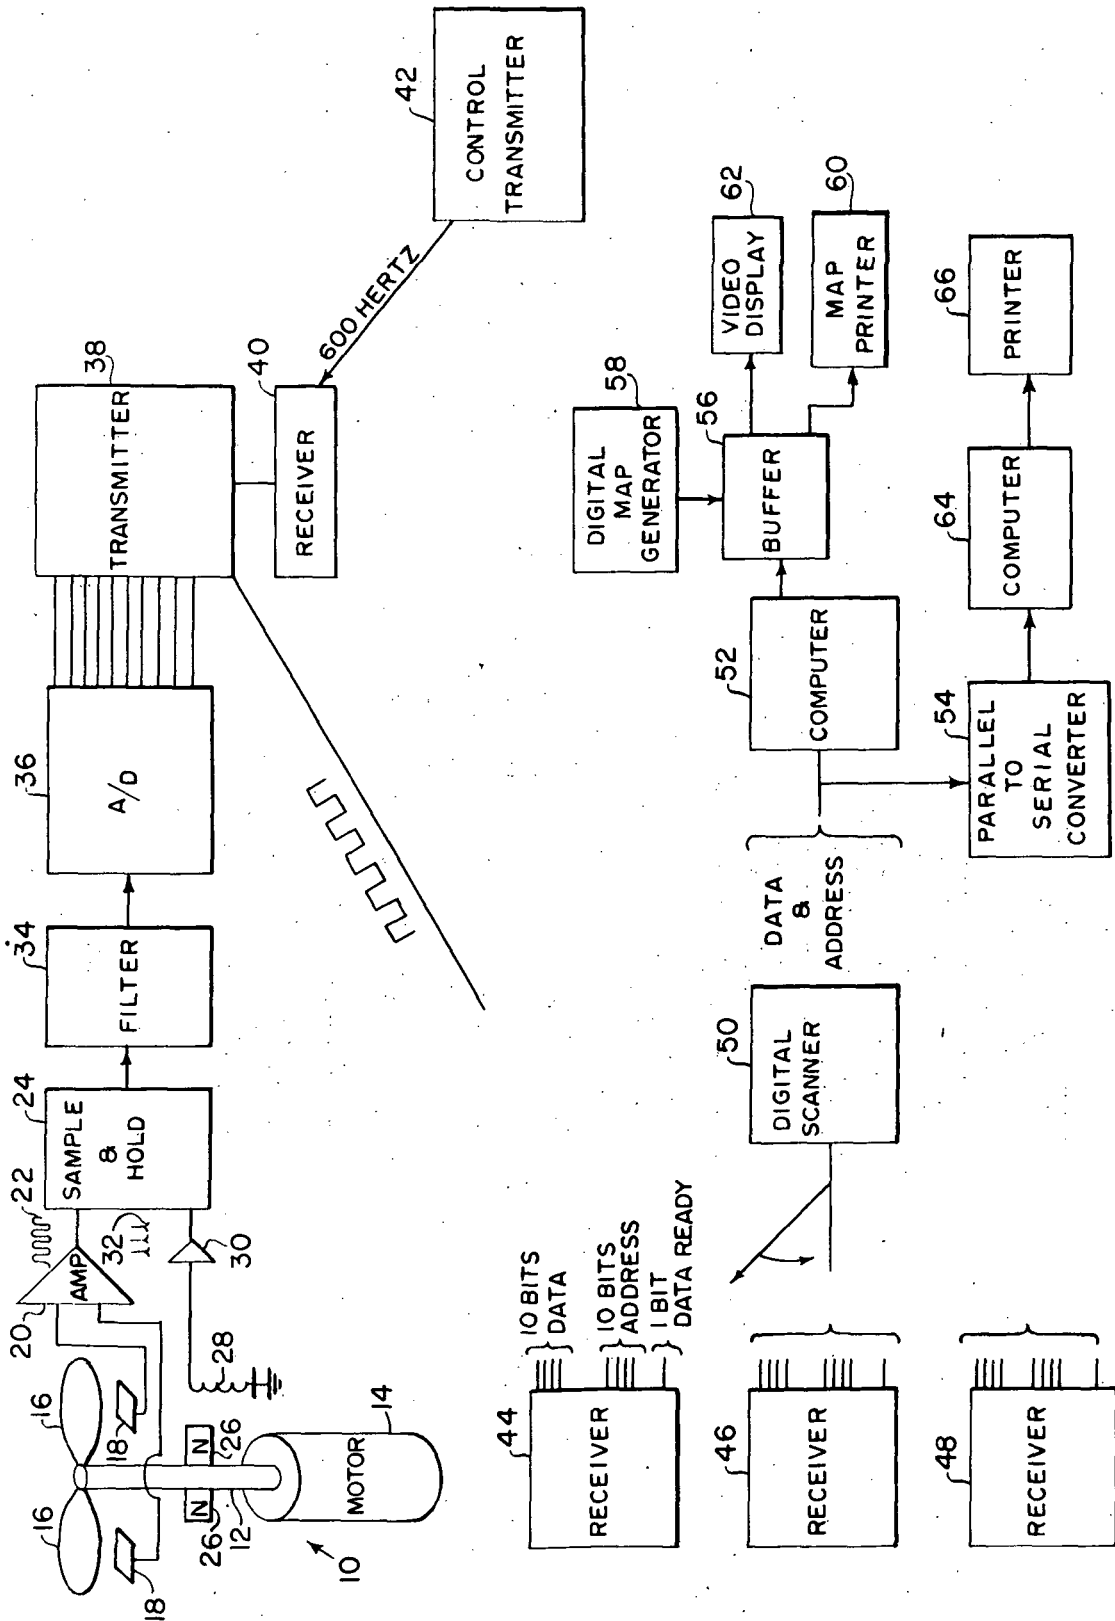 16
16
18
18
20
AMP
22
32
30
28
N
N
26
26
12
MOTOR
14
10
24
SAMPLE
&
HOLD
34
FILTER
36
A/D
38
TRANSMITTER
40
RECEIVER
600 HERTZ
42
CONTROL
TRANSMITTER
44
RECEIVER
10 BITS
DATA
10 BITS
ADDRESS
1 BIT
DATA READY
46
RECEIVER
48
RECEIVER
50
DIGITAL
SCANNER
DATA
&
ADDRESS
52
COMPUTER
54
PARALLEL
TO
SERIAL
CONVERTER
56
BUFFER
58
DIGITAL
MAP
GENERATOR
62
VIDEO
DISPLAY
60
MAP
PRINTER
64
COMPUTER
66
PRINTER